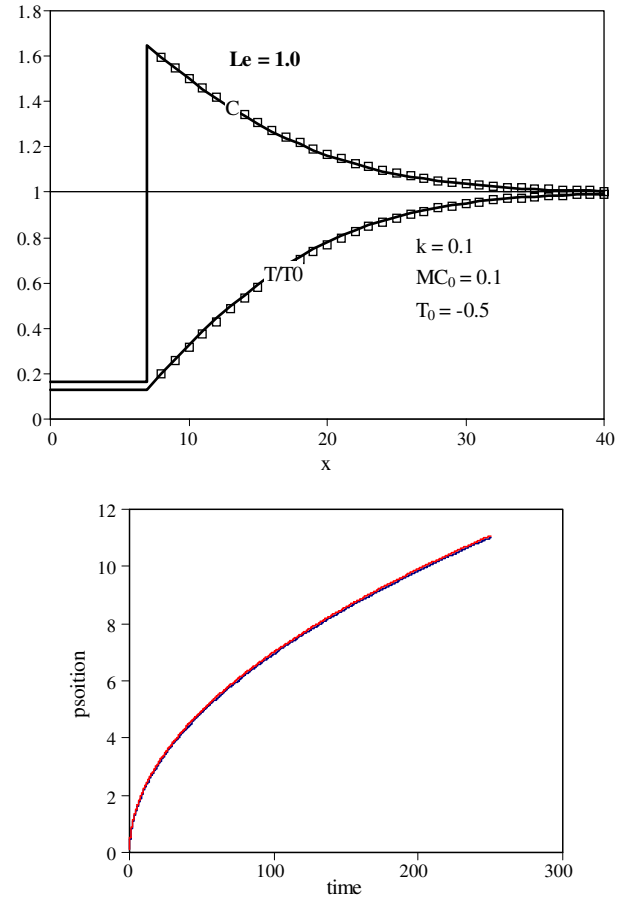 1.8
1.6
Le = 1.0
1.4
C
1.2
1
0.8
k = 0.1
T/T0
0.6
MC₀ = 0.1
T₀ = -0.5
0.4
0.2
0
0 10 20 30 40
x
12
10
8
6
4
2
0
psoition
0 100 200 300
time